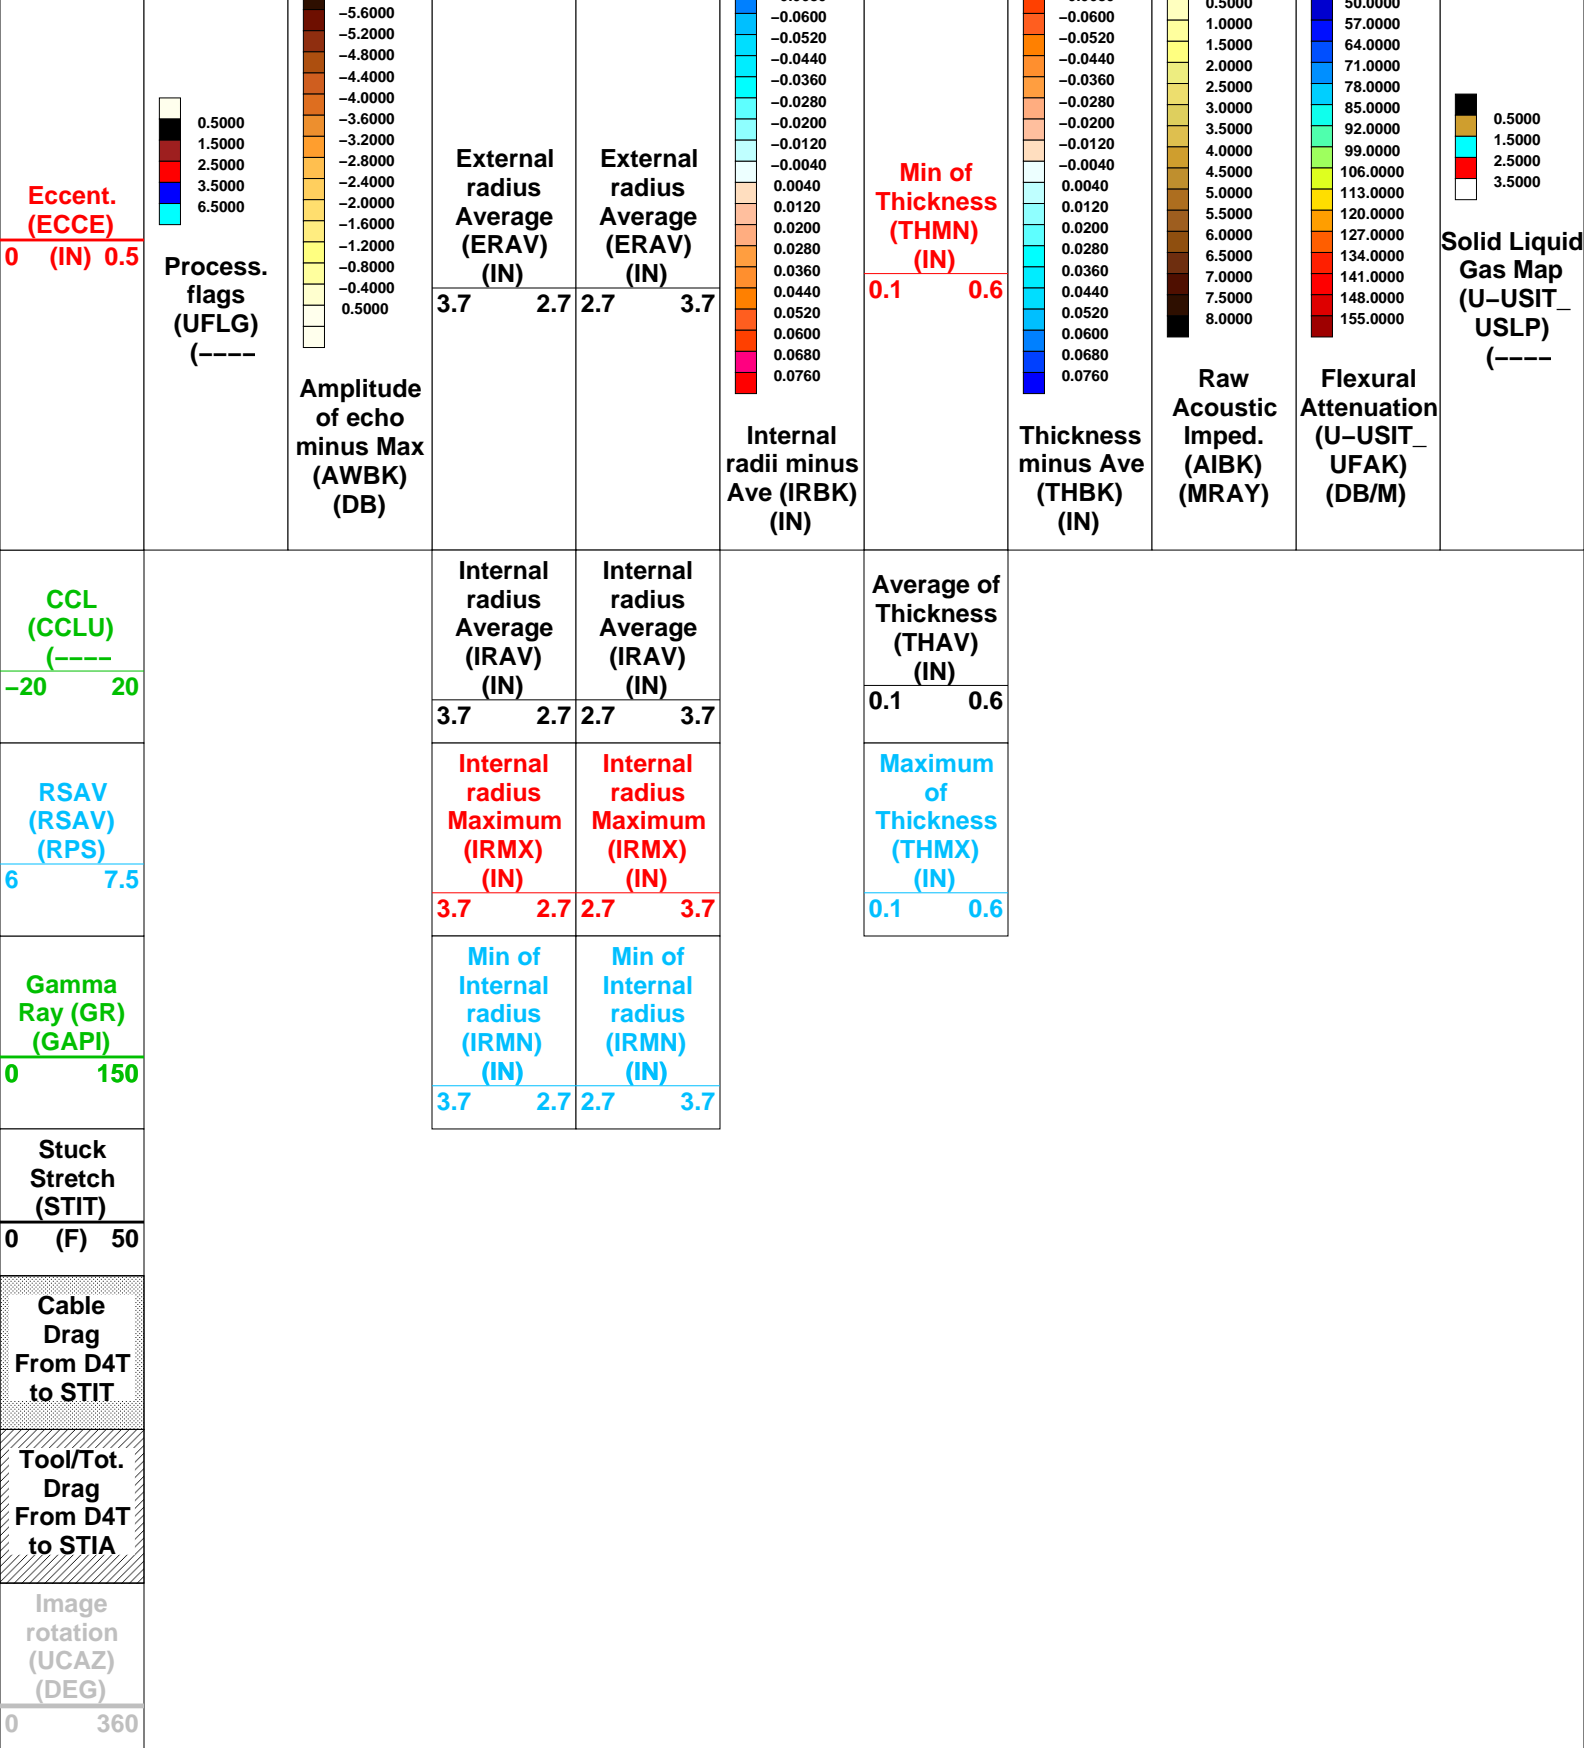 Eccent.
(ECCE)
0 (IN) 0.5
0.5000
1.5000
2.5000
3.5000
6.5000
Process.
flags
(UFLG)
(----
−5.6000
−5.2000
−4.8000
−4.4000
−4.0000
−3.6000
−3.2000
−2.8000
−2.4000
−2.0000
−1.6000
−1.2000
−0.8000
−0.4000
0.5000
Amplitude
of echo
minus Max
(AWBK)
(DB)
External
radius
Average
(ERAV)
(IN)
3.7 2.7
External
radius
Average
(ERAV)
(IN)
2.7 3.7
−0.0600
−0.0520
−0.0440
−0.0360
−0.0280
−0.0200
−0.0120
−0.0040
0.0040
0.0120
0.0200
0.0280
0.0360
0.0440
0.0520
0.0600
0.0680
0.0760
Internal
radii minus
Ave (IRBK)
(IN)
Min of
Thickness
(THMN)
(IN)
0.1 0.6
−0.0600
−0.0520
−0.0440
−0.0360
−0.0280
−0.0200
−0.0120
−0.0040
0.0040
0.0120
0.0200
0.0280
0.0360
0.0440
0.0520
0.0600
0.0680
0.0760
Thickness
minus Ave
(THBK)
(IN)
0.5000
1.0000
1.5000
2.0000
2.5000
3.0000
3.5000
4.0000
4.5000
5.0000
5.5000
6.0000
6.5000
7.0000
7.5000
8.0000
Raw
Acoustic
Imped.
(AIBK)
(MRAY)
50.0000
57.0000
64.0000
71.0000
78.0000
85.0000
92.0000
99.0000
106.0000
113.0000
120.0000
127.0000
134.0000
141.0000
148.0000
155.0000
Flexural
Attenuation
(U−USIT_
UFAK)
(DB/M)
0.5000
1.5000
2.5000
3.5000
Solid Liquid
Gas Map
(U−USIT_
USLP)
(----
CCL
(CCLU)
(----
−20 20
Internal
radius
Average
(IRAV)
(IN)
3.7 2.7
Internal
radius
Average
(IRAV)
(IN)
2.7 3.7
Average of
Thickness
(THAV)
(IN)
0.1 0.6
RSAV
(RSAV)
(RPS)
6 7.5
Internal
radius
Maximum
(IRMX)
(IN)
3.7 2.7
Internal
radius
Maximum
(IRMX)
(IN)
2.7 3.7
Maximum
of
Thickness
(THMX)
(IN)
0.1 0.6
Gamma
Ray (GR)
(GAPI)
0 150
Min of
Internal
radius
(IRMN)
(IN)
3.7 2.7
Min of
Internal
radius
(IRMN)
(IN)
2.7 3.7
Stuck
Stretch
(STIT)
0 (F) 50
Cable
Drag
From D4T
to STIT
Tool/Tot.
Drag
From D4T
to STIA
Image
rotation
(UCAZ)
(DEG)
0 360